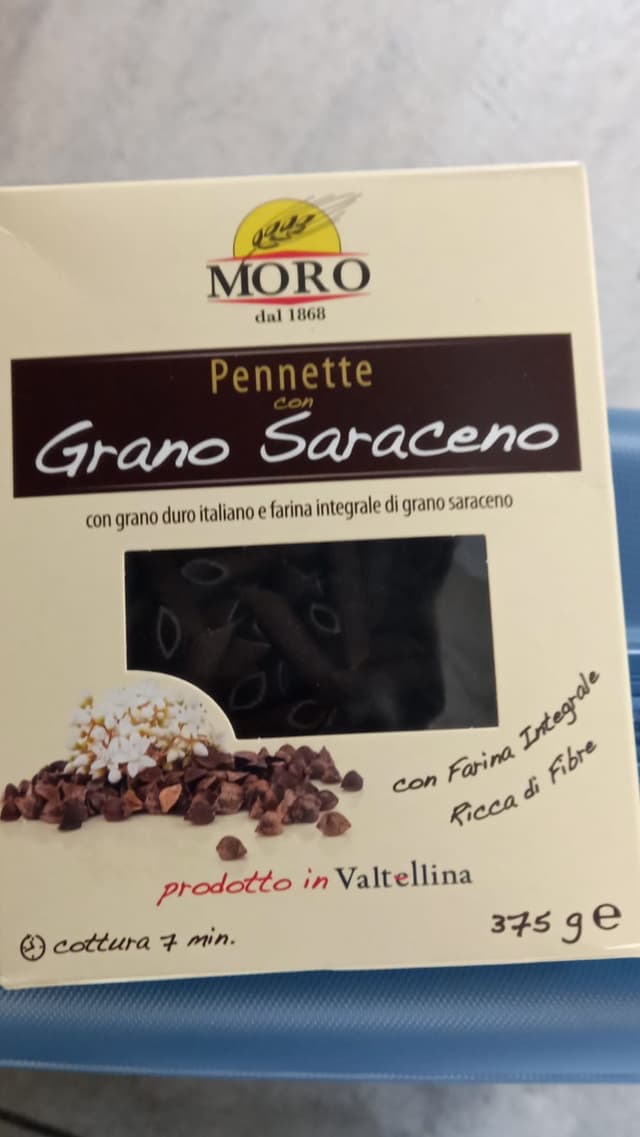 MORO
dal 1868
Pennette
con
Grano Saraceno
con grano duro italiano e farina integrale di grano saraceno
con Farina Integrale
Ricca di Fibre
prodotto in Valtellina
cottura 7 min.
375 g e